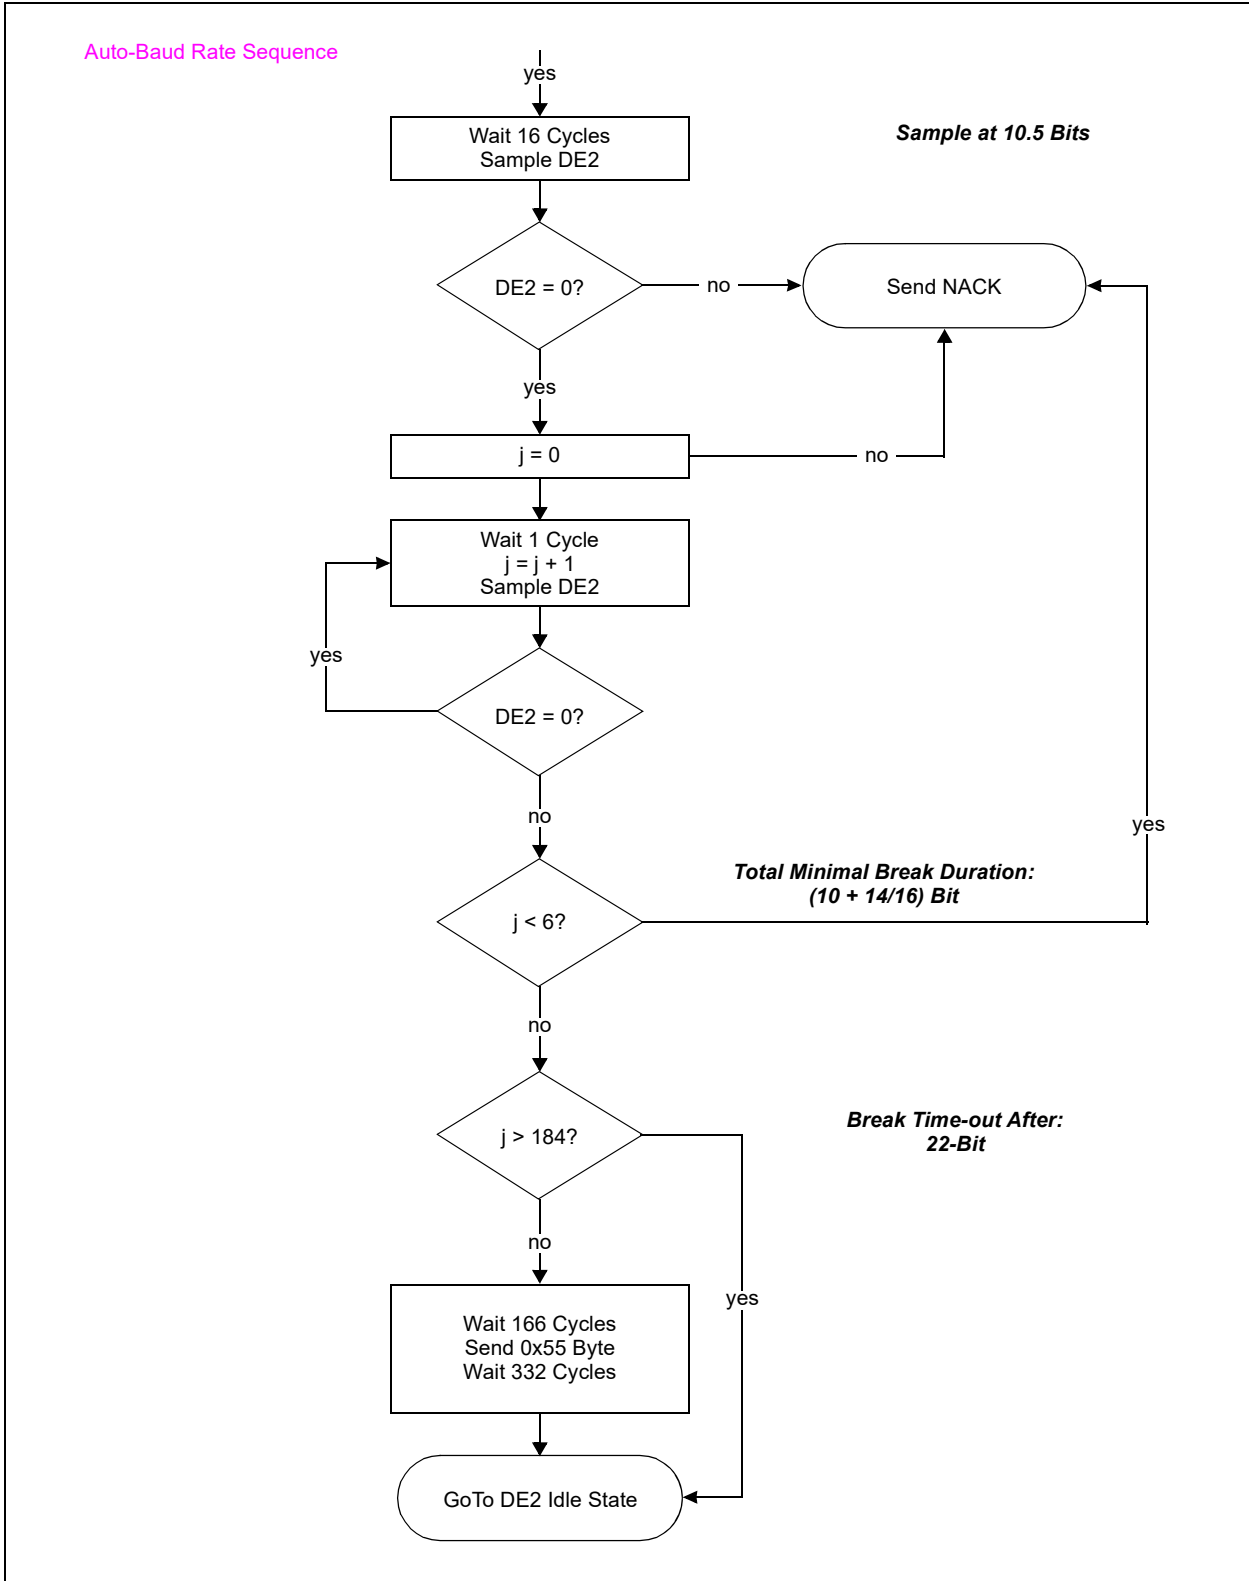 Auto-Baud Rate Sequence
yes
Wait 16 Cycles
Sample DE2
Sample at 10.5 Bits
DE2 = 0?
no
Send NACK
yes
j = 0
no
Wait 1 Cycle
j = j + 1
Sample DE2
yes
DE2 = 0?
no
yes
Total Minimal Break Duration:
(10 + 14/16) Bit
j < 6?
no
Break Time-out After:
22-Bit
j > 184?
no
yes
Wait 166 Cycles
Send 0x55 Byte
Wait 332 Cycles
GoTo DE2 Idle State